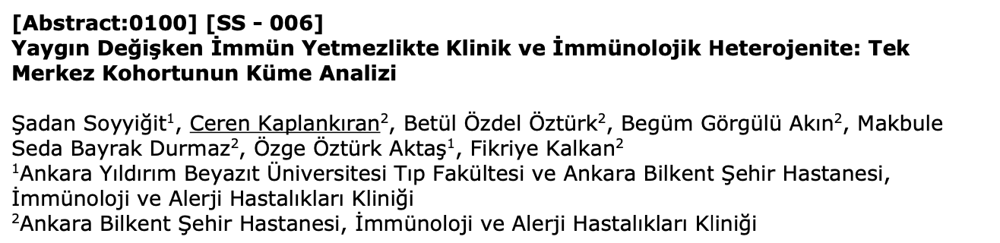 [Abstract:0100] [SS - 006]
Yaygın Değişken İmmün Yetmezlikte Klinik ve İmmünolojik Heterojenite: Tek
Merkez Kohortunun Küme Analizi
Şadan Soyyiğit¹, Ceren Kaplankıran², Betül Özdel Öztürk², Begüm Görgülü Akın², Makbule
Seda Bayrak Durmaz², Özge Öztürk Aktaş¹, Fikriye Kalkan²
¹Ankara Yıldırım Beyazıt Üniversitesi Tıp Fakültesi ve Ankara Bilkent Şehir Hastanesi,
İmmünoloji ve Alerji Hastalıkları Kliniği
²Ankara Bilkent Şehir Hastanesi, İmmünoloji ve Alerji Hastalıkları Kliniği